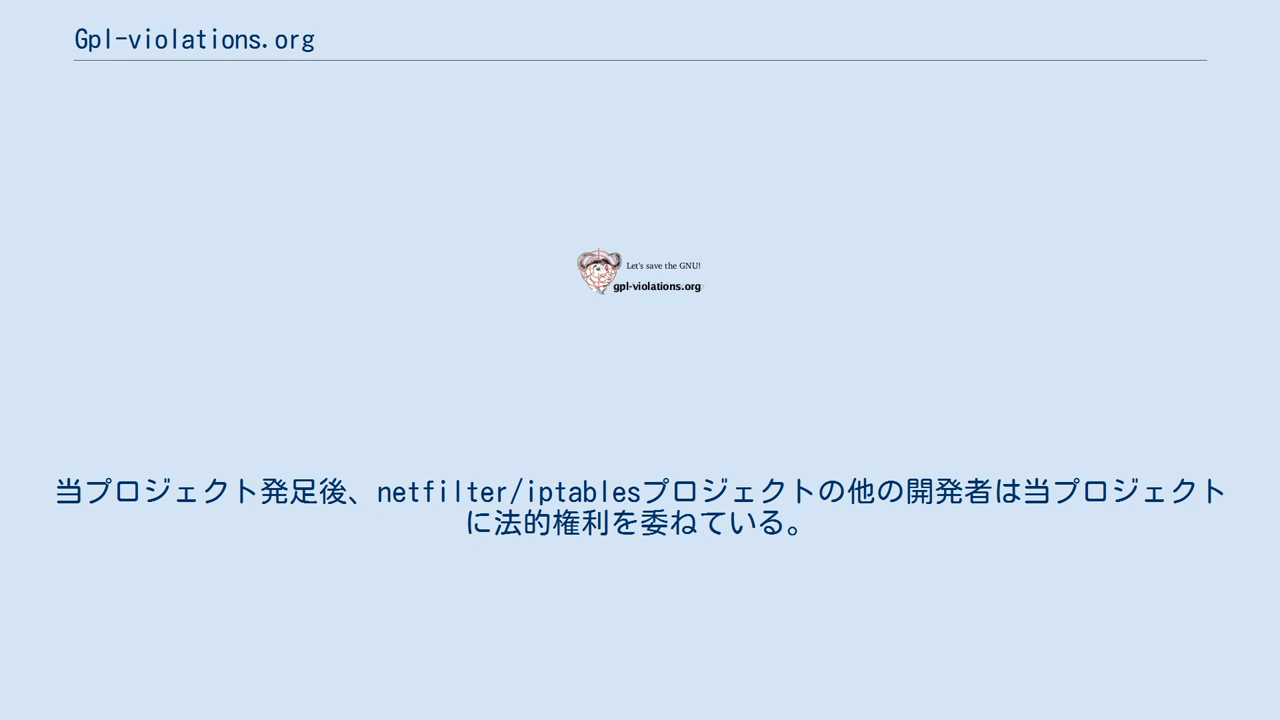 Gpl-violations.org
Let's save the GNU!
gpl-violations.org
当プロジェクト発足後、netfilter/iptablesプロジェクトの他の開発者は当プロジェクト
に法的権利を委ねている。